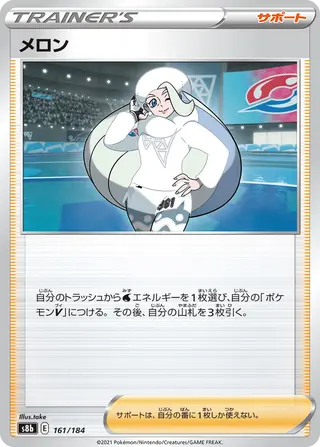 TRAINER'S サポート
メロン
自分のトラッシュからエネルギーを1枚選び、自分の「ポケ
モンV」につける。その後、自分の山札を3枚引く。
Illus.take
s8b E 161/184
サポートは、自分の番に1枚しか使えない。
©2021 Pokémon/Nintendo/Creatures/GAME FREAK.